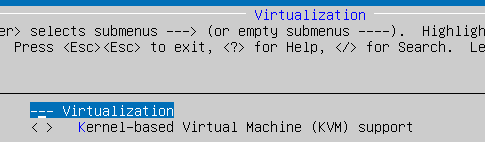 Virtualization
er> selects submenus ---> (or empty submenus ----).  Highligh
Press <Esc><Esc> to exit, <?> for Help, </> for Search.  Le
--- Virtualization
< >   Kernel-based Virtual Machine (KVM) support